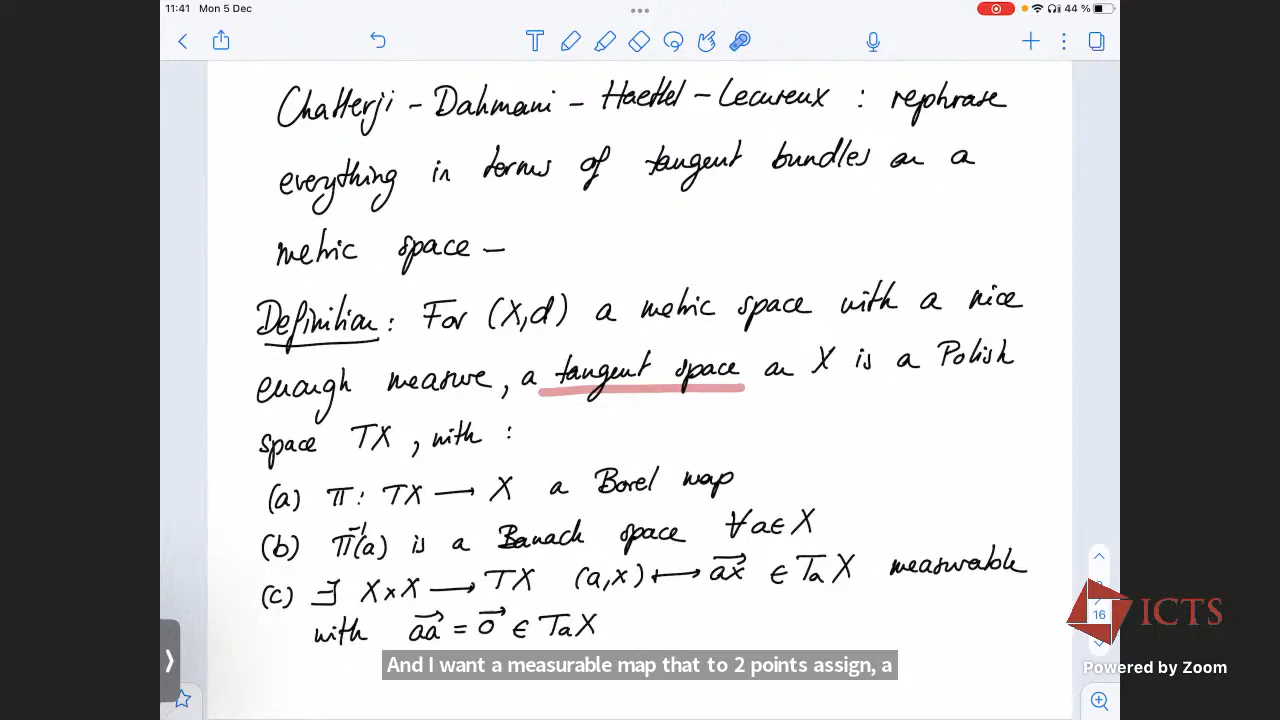 11:41 Mon 5 Dec
44 %
Chatterji - Dahmani - Haettel - Lecureux : rephrase
everything in terms of tangent bundles on a
metric space -
Definition: For (X,d) a metric space with a nice
enough measure, a tangent space on X is a Polish
space TX, with :
(a) π: TX ⟶ X a Borel map
(b) π⁻¹(a) is a Banach space ∀a∈X
(c) ∃ X×X ⟶ TX (a,x) ⟼ \overrightarrow{ax} ∈ TₐX measurable
with \overrightarrow{aa} = \overrightarrow{o} ∈ TₐX
16
ICTS
And I want a measurable map that to 2 points assign, a
Powered by Zoom